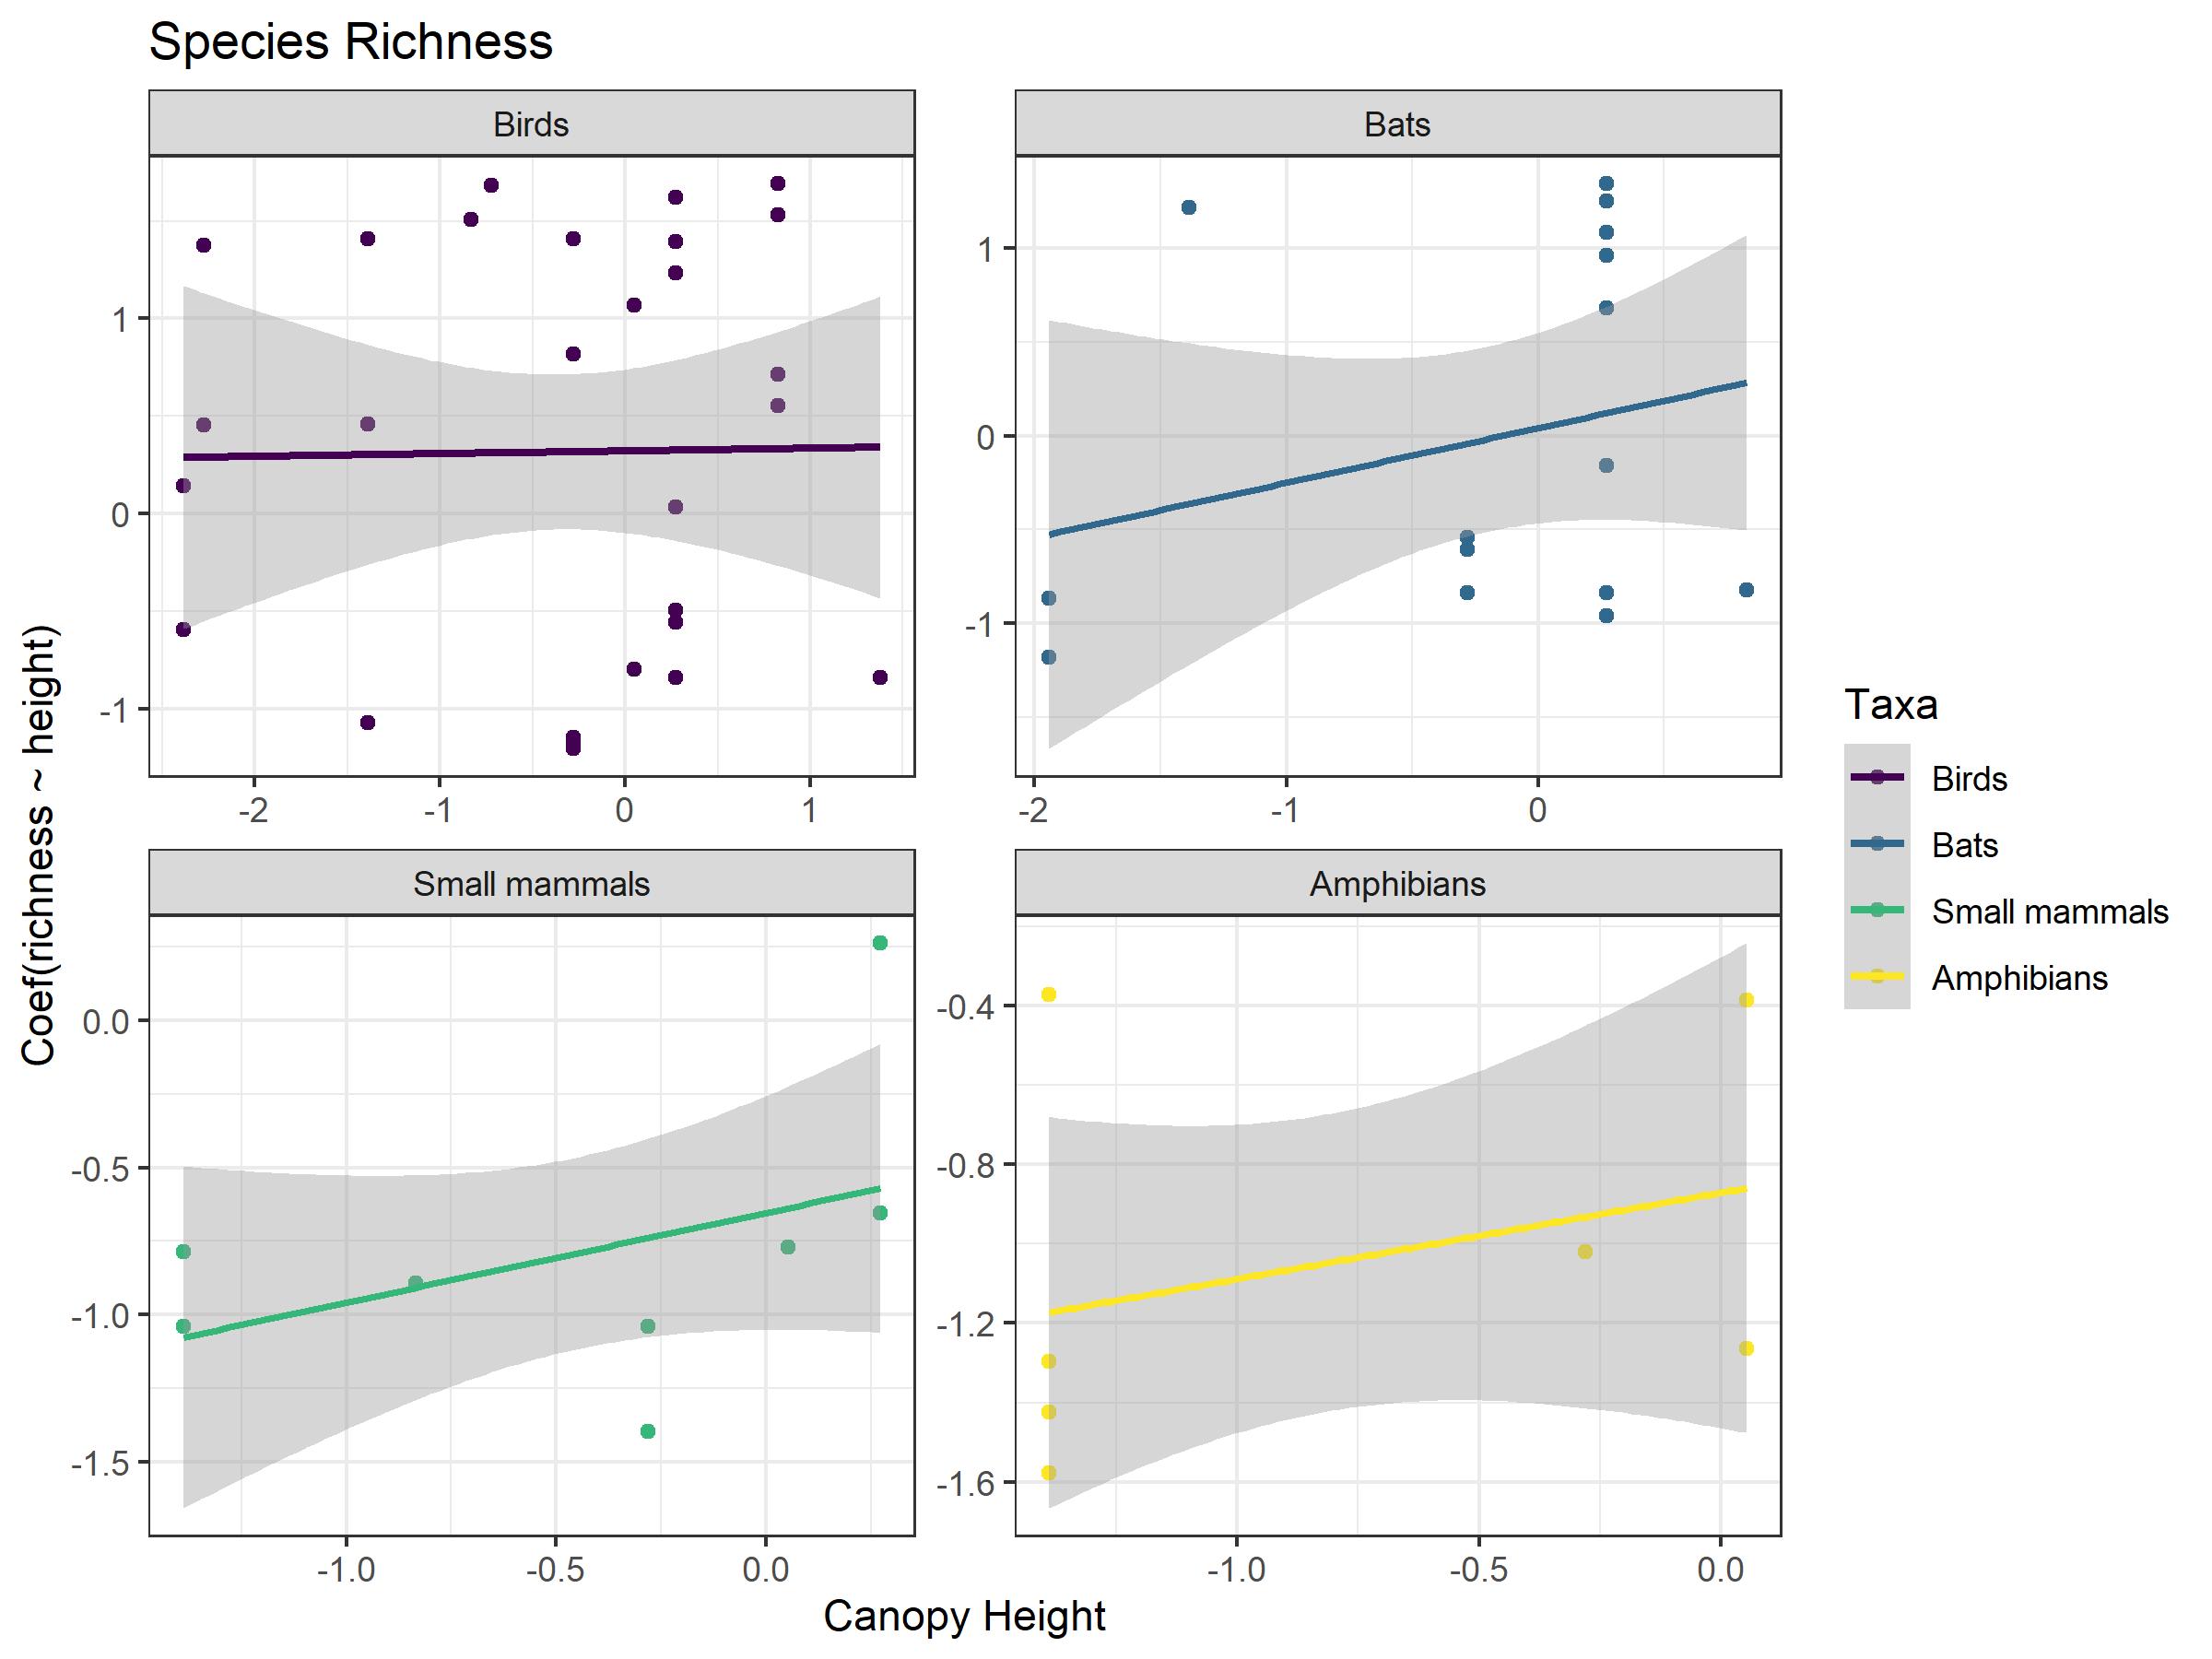 Species Richness
Birds
Bats
1
0
-1
-2
-1
0
1
1
0
-1
-2
-1
0
Small mammals
Amphibians
0.0
-0.5
-1.0
-1.5
-1.0
-0.5
0.0
-0.4
-0.8
-1.2
-1.6
-1.0
-0.5
0.0
Coef(richness ~ height)
Canopy Height
Taxa
Birds
Bats
Small mammals
Amphibians